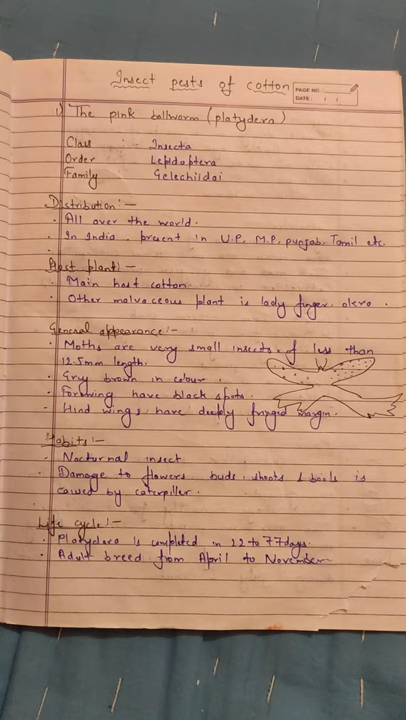 Insect pests of cotton
PAGE NO.:
DATE: / /
1) The pink bollworm (platydera)
Class : Insecta
Order Lepidoptera
Family Gelechildai
Distribution:-
· All over the world.
· In India - present in U.P, M.P, punjab, Tamil etc.
Host plant:-
· Main host cotton
· Other malvaceous plant is lady finger, okra.
General appearance:-
· Moths are very small insects of less than
12.5mm length.
· Grey brown in colour.
· Forewing have black spots.
· Hind wings have deeply fringed margin.
Habits:-
· Nocturnal insect
· Damage to flowers, buds, shoots & bools is
caused by caterpiller.
Life cycle:-
· Platydera is completed in 22 to 77 days.
· Adult breed from April to November